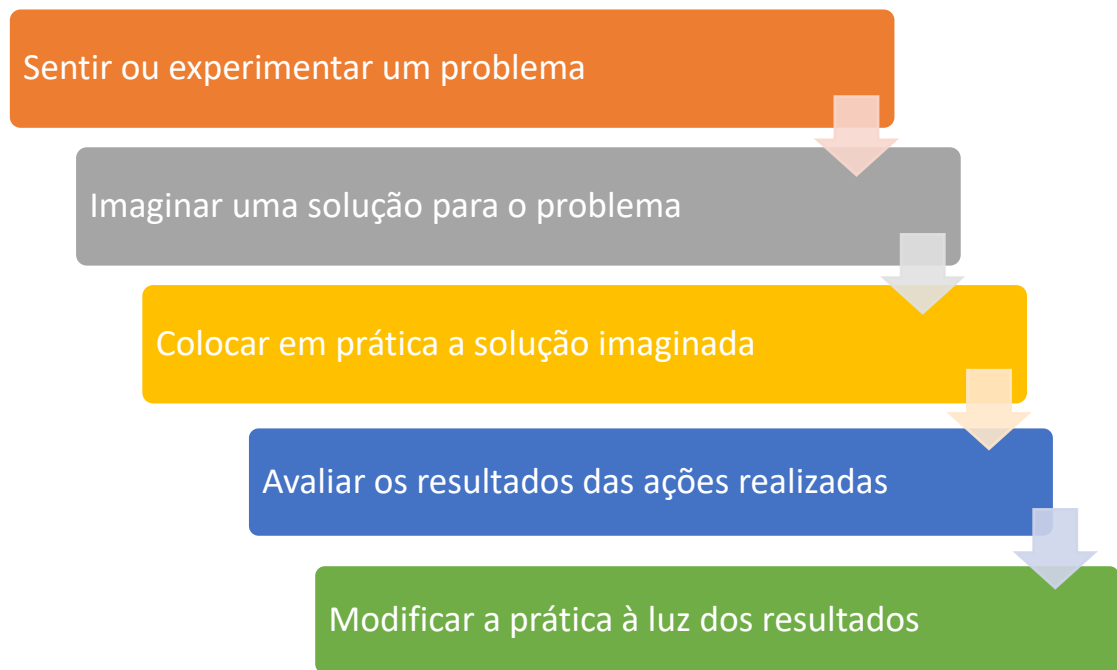 Sentir ou experimentar um problema
Imaginar uma solução para o problema
Colocar em prática a solução imaginada
Avaliar os resultados das ações realizadas
Modificar a prática à luz dos resultados